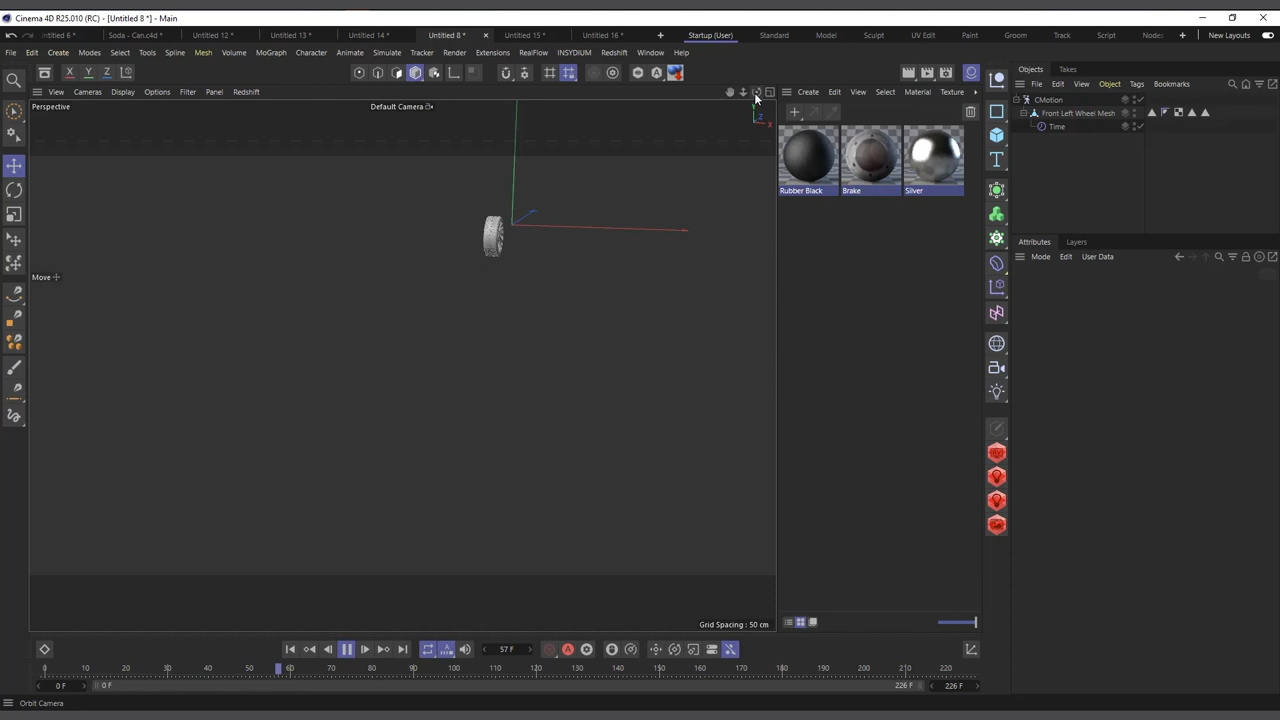 Cinema 4D R25.010 (RC) - [Untitled 8 *] - Main
Untitled 6 * Soda - Can.c4d * Untitled 12 * Untitled 13 * Untitled 14 * Untitled 8 * Untitled 15 * Untitled 16 * Startup (User) Standard Model Sculpt UV Edit Paint Groom Track Script Nodes New Layouts
File Edit Create Modes Select Tools Spline Mesh Volume MoGraph Character Animate Simulate Tracker Render Extensions RealFlow INSYDIUM Redshift Window Help
X Y Z
View Cameras Display Options Filter Panel Redshift
Create Edit View Select Material Texture
Objects Takes
File Edit View Object Tags Bookmarks
Perspective
Default Camera
Y Z X
CMotion
Front Left Wheel Mesh
Time
Rubber Black Brake Silver
Move
Attributes Layers
Mode Edit User Data
Grid Spacing : 50 cm
57 F
0 10 20 30 40 50 60 70 80 90 100 110 120 130 140 150 160 170 180 190 200 210 220
0 F 0 F 226 F 226 F
Orbit Camera